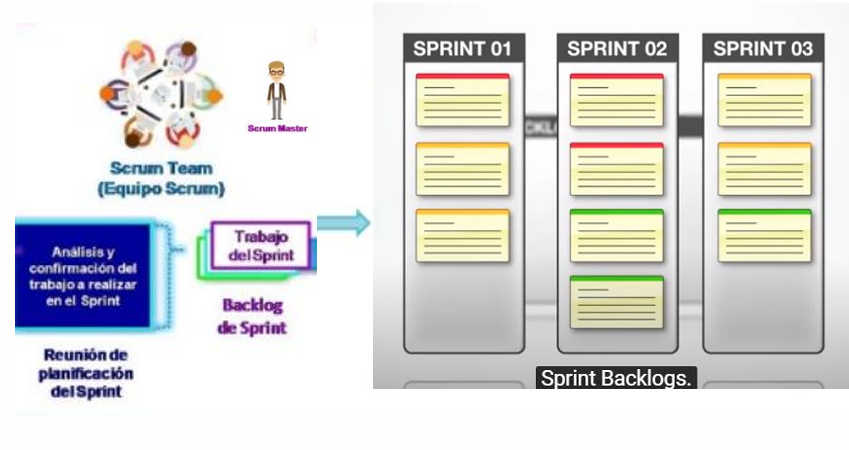 Scrum Master
Scrum Team
(Equipo Scrum)
Análisis y
confirmación del
trabajo a realizar
en el Sprint
Reunión de
planificación
del Sprint
Trabajo
del Sprint
Backlog
de Sprint
SPRINT 01
SPRINT 02
SPRINT 03
Sprint Backlogs.